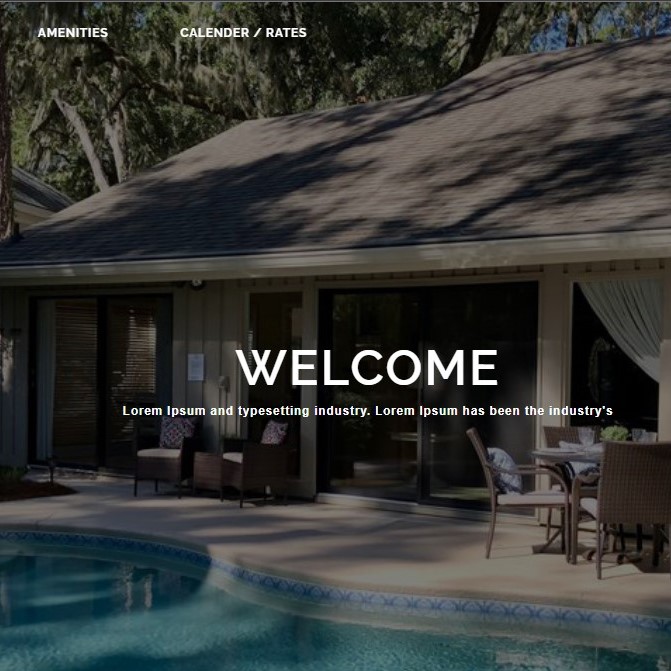 AMENITIES CALENDER / RATES
WELCOME
Lorem Ipsum and typesetting industry. Lorem Ipsum has been the industry's